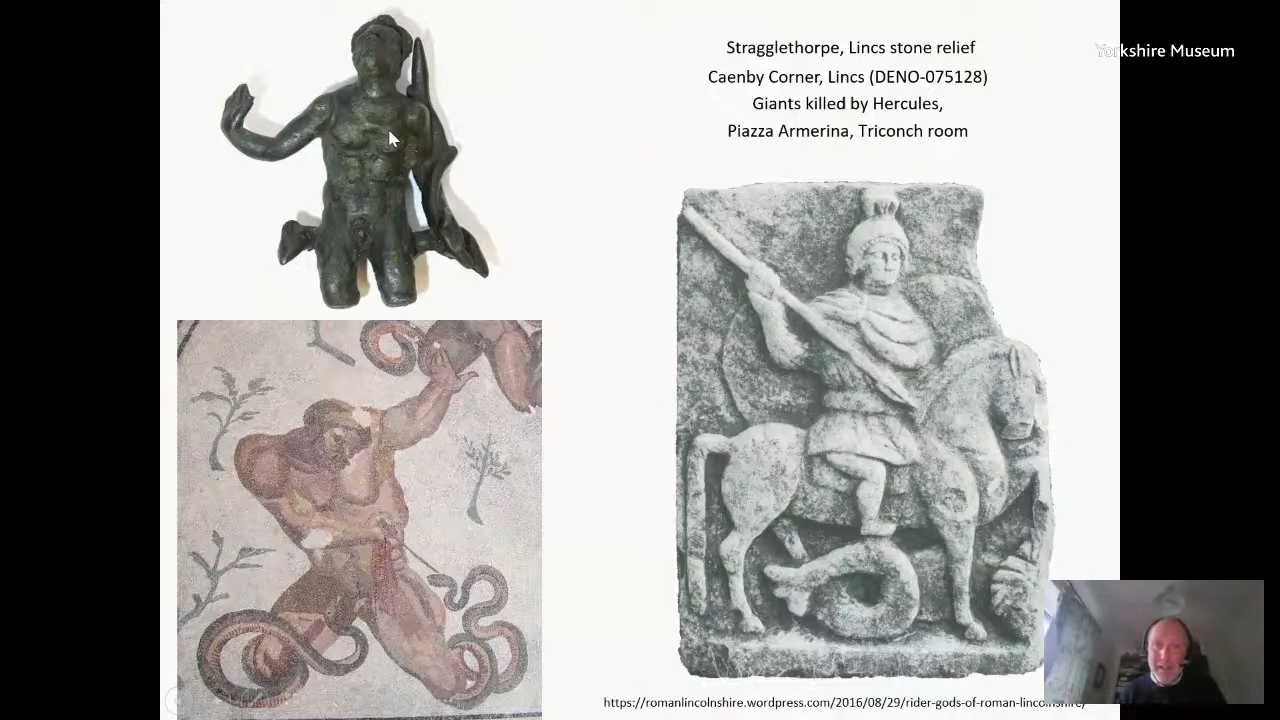 Stragglethorpe, Lincs stone relief
Caenby Corner, Lincs (DENO-075128)
Giants killed by Hercules,
Piazza Armerina, Triconch room
Yorkshire Museum
https://romanlincolnshire.wordpress.com/2016/08/29/rider-gods-of-roman-lincolnshire/